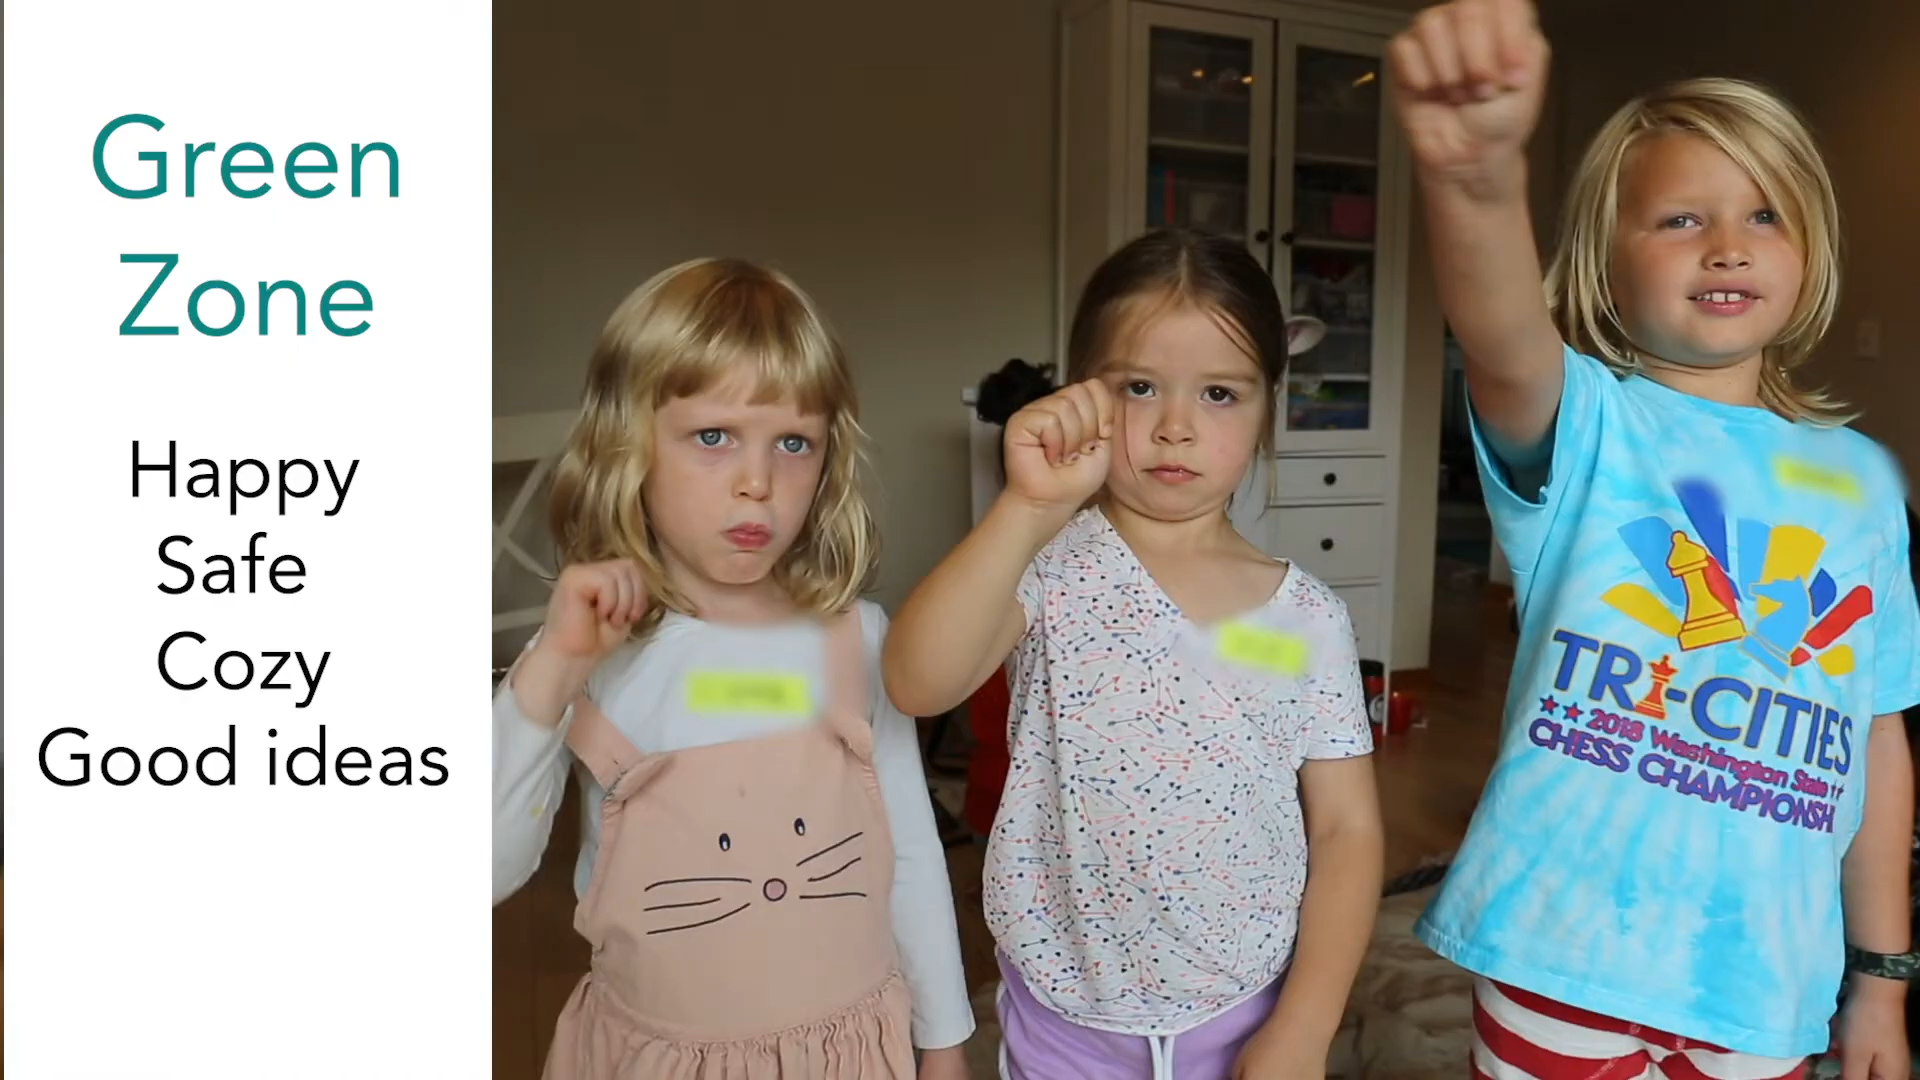 Green
Zone
Happy
Safe
Cozy
Good ideas
TRI-CITIES
2018 Washington State
CHESS CHAMPIONSH